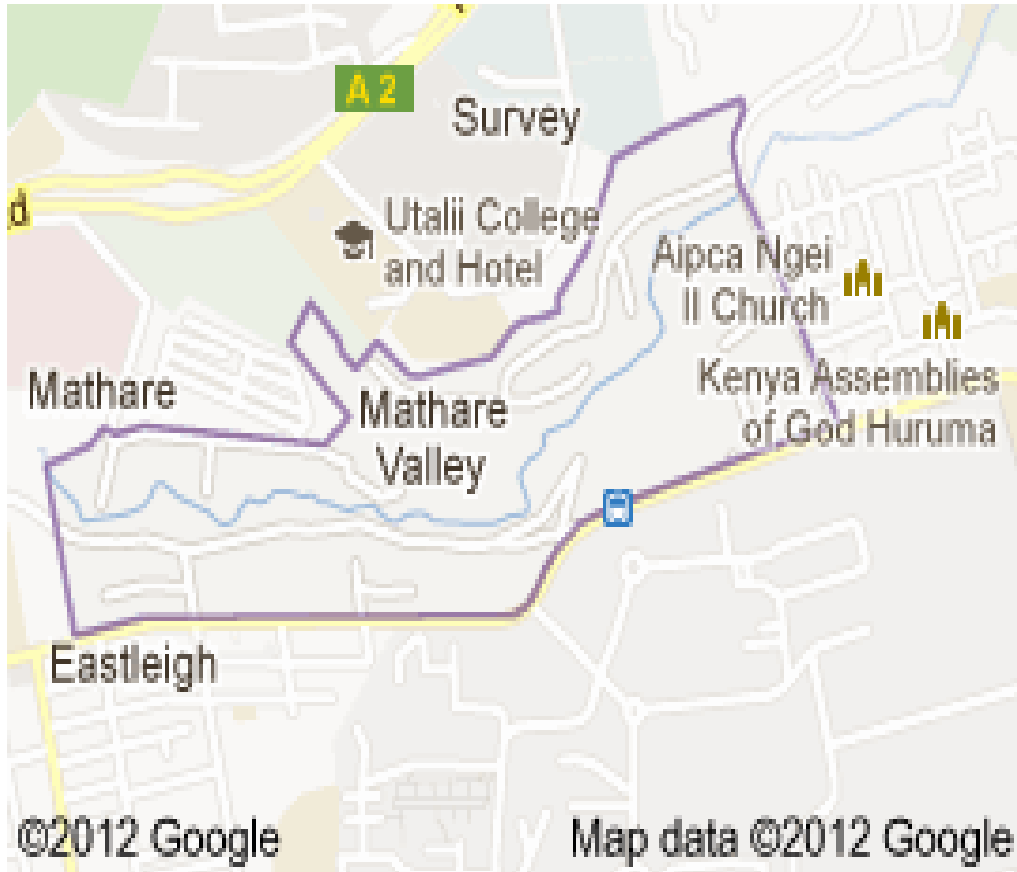 A 2
Survey
d
Utalii College
and Hotel
Aipca Ngei
II Church
Mathare
Kenya Assemblies
of God Huruma
Mathare
Valley
Eastleigh
©2012 Google
Map data ©2012 Google